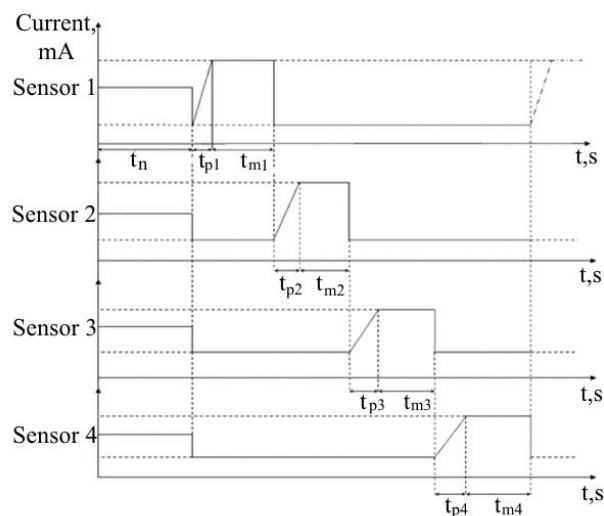 Current,
mA
Sensor 1
t,s
tn tp1 tm1
Sensor 2
t,s
tp2 tm2
Sensor 3
t,s
tp3 tm3
Sensor 4
t,s
tp4 tm4